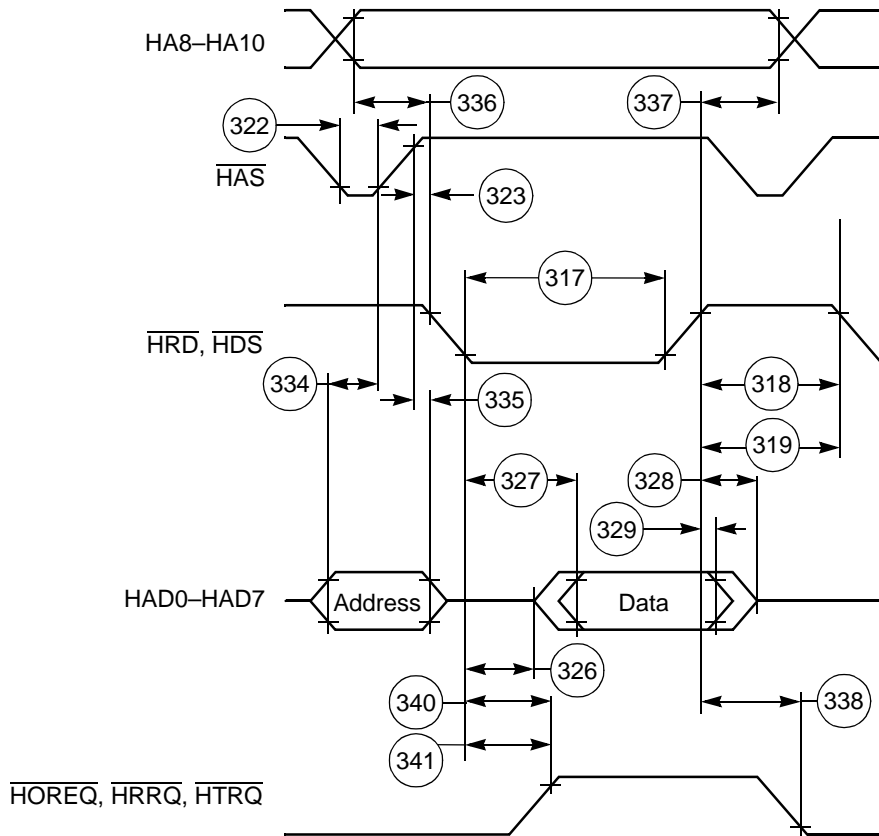 HA8–HA10
336
337
322
HAS
323
317
HRD, HDS
334
335
318
319
327
328
329
HAD0–HAD7
Address
Data
326
340
338
341
HOREQ, HRRQ, HTRQ